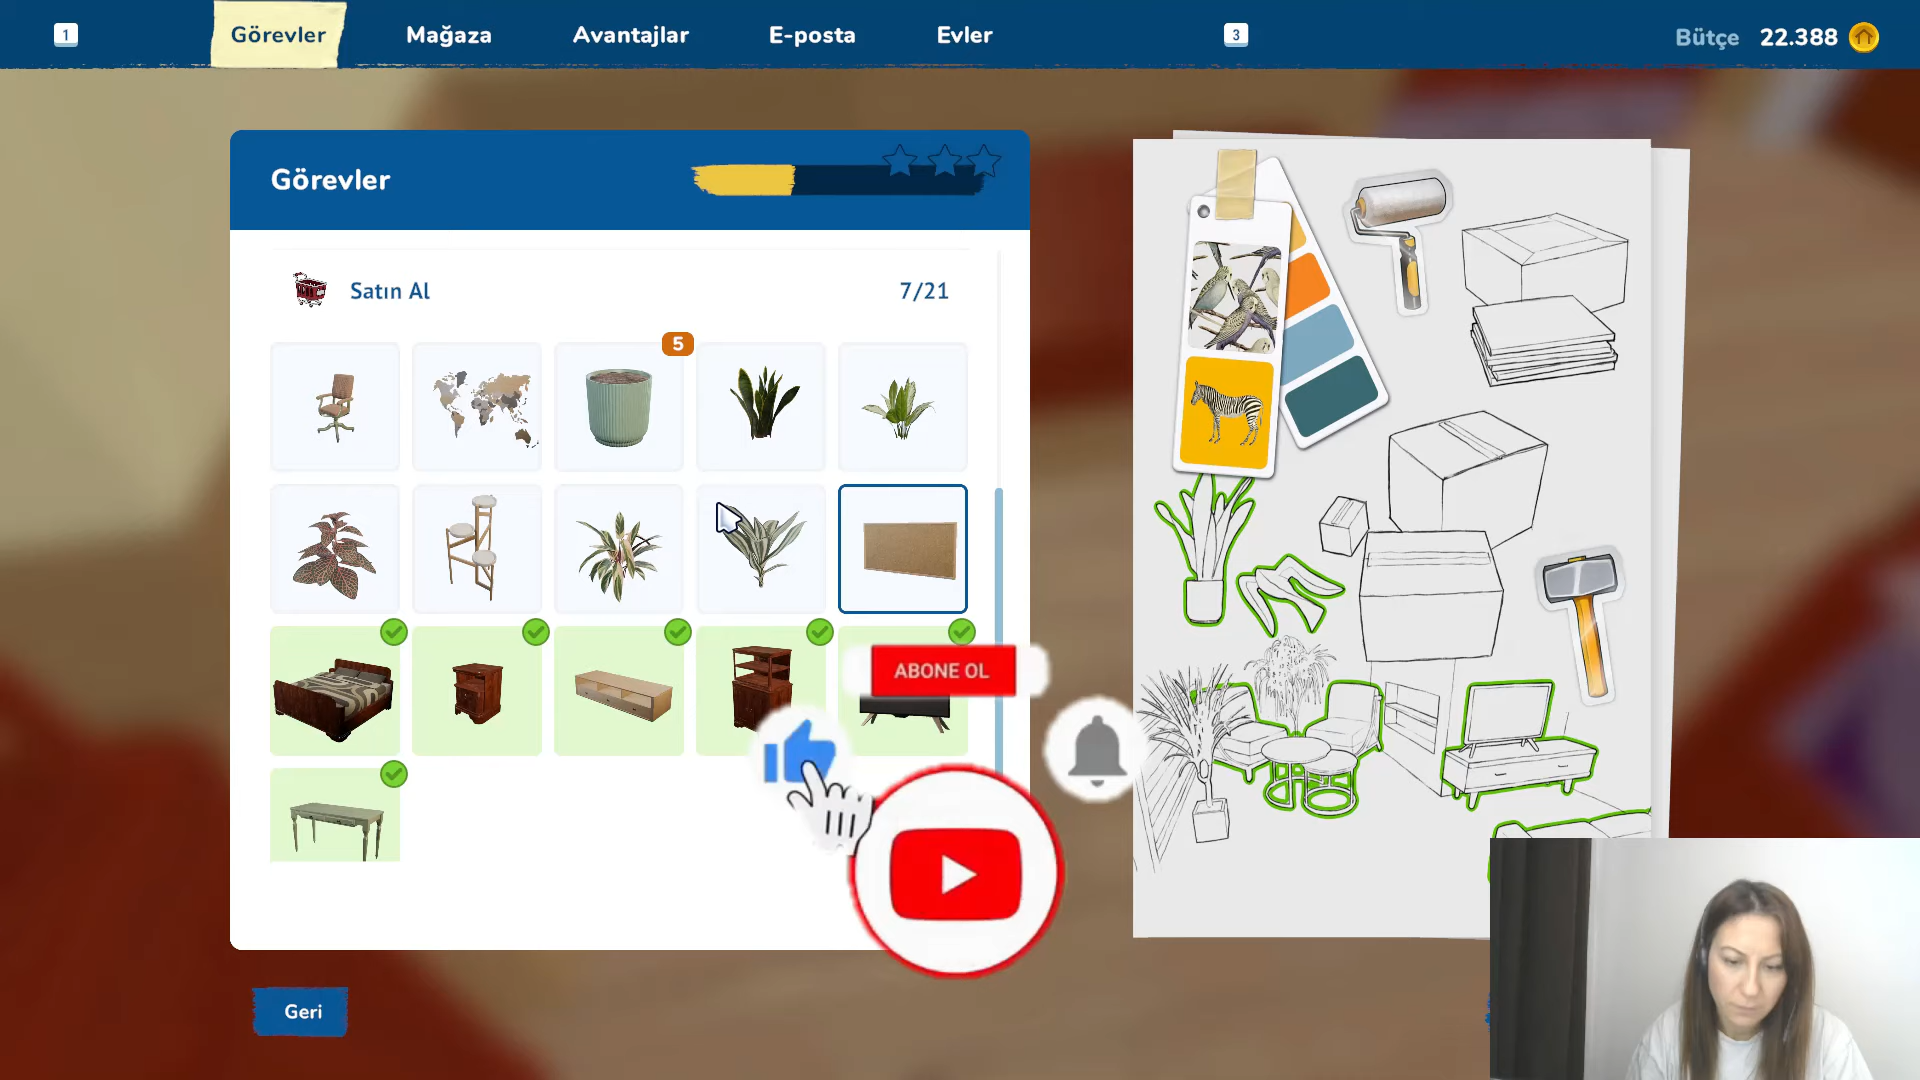 1
Görevler
Mağaza
Avantajlar
E-posta
Evler
3
Bütçe 22.388
Görevler
Satın Al
7/21
5
ABONE OL
Geri